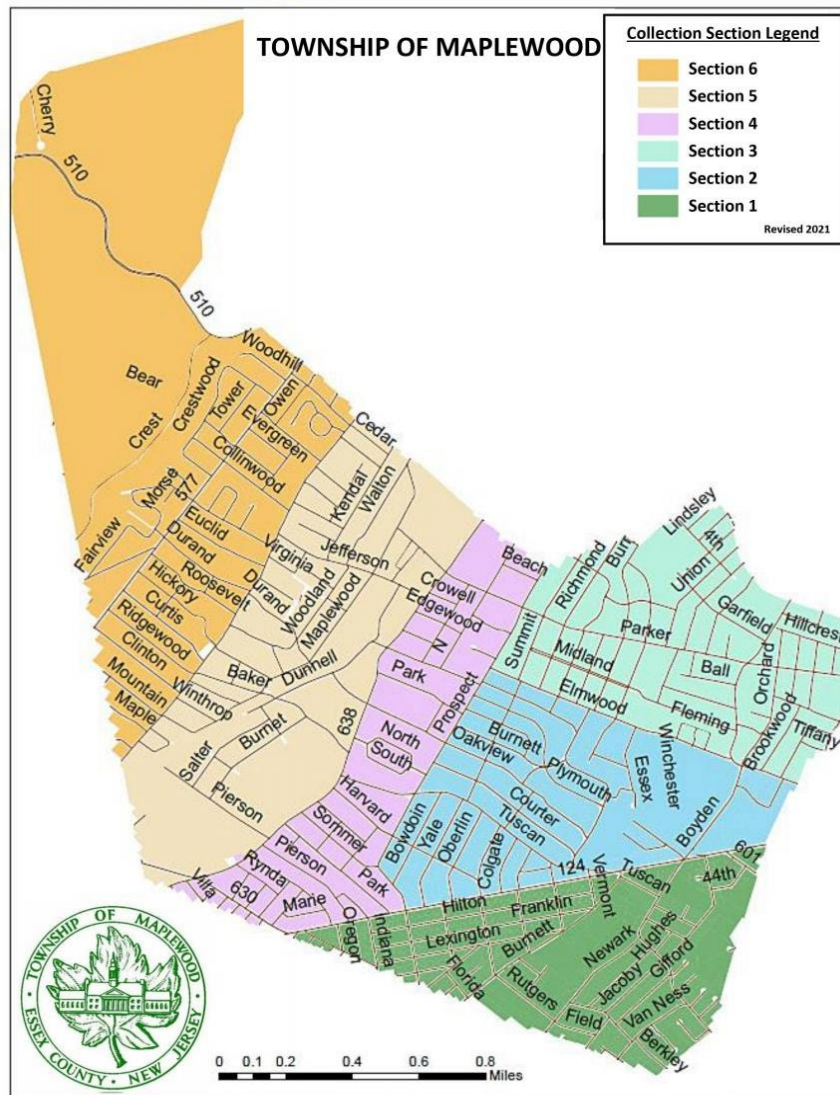 TOWNSHIP OF MAPLEWOOD
Collection Section Legend
Section 6
Section 5
Section 4
Section 3
Section 2
Section 1
Revised 2021
Cherry
510
510
Woodhill
Bear
Crestwood
Tower
Owen
Crest
Evergreen
Cedar
Collinwood
Morse
577
Kendal
Walton
Fairview
Euclid
Durand
Virginia
Jefferson
Hickory
Roosevelt
Durand
Woodland
Maplewood
Curtis
Ridgewood
Clinton
Mountain
Maple
Winthrop
Baker
Dunnell
Crowell
Edgewood
Beach
N
Park
Prospect
638
Salter
Burnet
Pierson
North
South
Lindsley
4th
Richmond
Burr
Union
Garfield
Hillcrest
Summit
Parker
Midland
Ball
Orchard
Elmwood
Fleming
Brookwood
Tiffany
Burnett
Oakview
Plymouth
Winchester
Essex
Courter
Harvard
Tuscan
Boyden
Sommer
Bowdoin
Yale
Oberlin
Colgate
124
601
Pierson
Park
Rynda
Villa
630
Marie
Oregon
Indiana
Hilton
Franklin
Vermont
Tuscan
44th
Lexington
Burnett
Newark
Hughes
Gifford
Florida
Rutgers
Jacoby
Field
Van Ness
Berkley
TOWNSHIP OF MAPLEWOOD
ESSEX COUNTY • NEW JERSEY
0 0.1 0.2 0.4 0.6 0.8
Miles